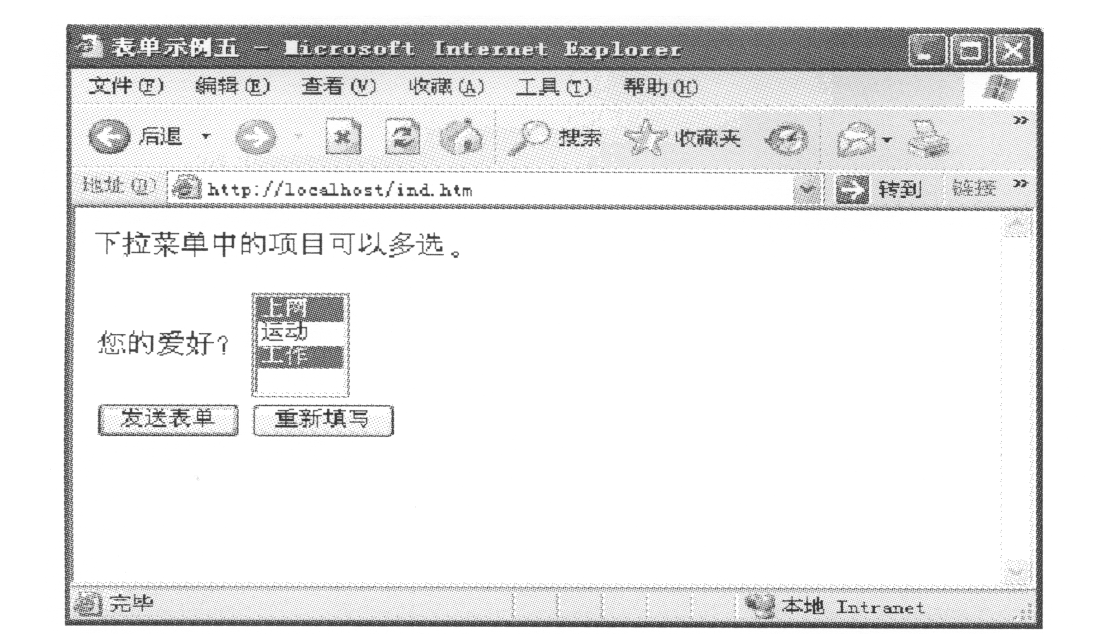 表单示例五 - Microsoft Internet Explorer
文件(F) 编辑(E) 查看(V) 收藏(A) 工具(T) 帮助(H)
后退 搜索 收藏夹 »
地址(D) http://localhost/ind.htm 转到 链接 »
下拉菜单中的项目可以多选。
您的爱好?
上网
运动
工作
发送表单 重新填写
完毕 本地 Intranet